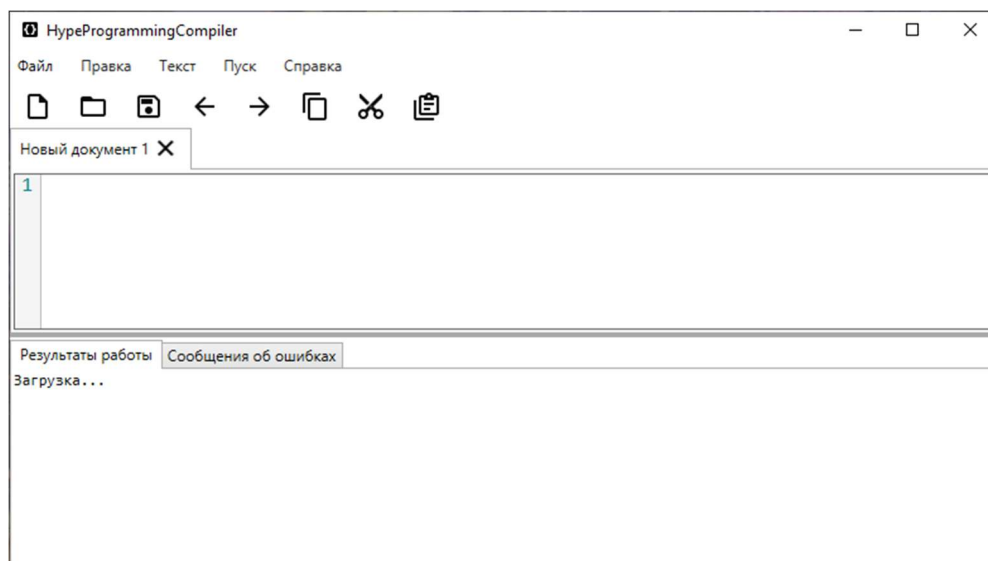 HypeProgrammingCompiler
Файл Правка Текст Пуск Справка
Новый документ 1
1
Результаты работы Сообщения об ошибках
Загрузка...